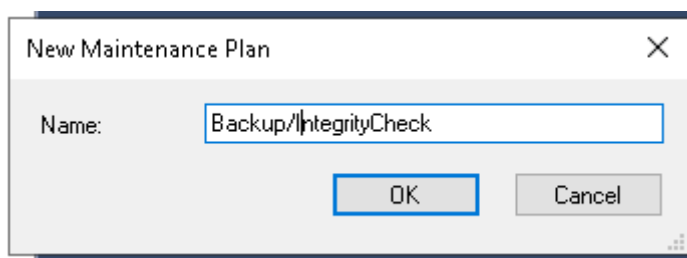 New Maintenance Plan
Name:
Backup/IntegrityCheck
OK
Cancel